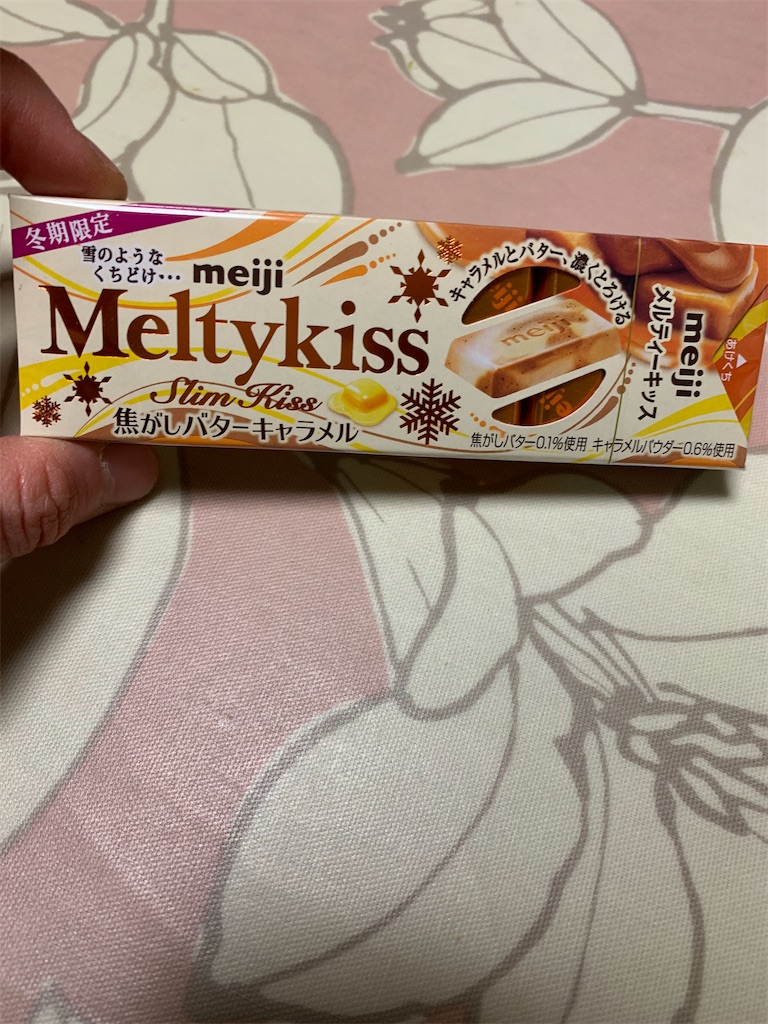 冬期限定
雪のような
くちどけ…
meiji
Meltykiss
Slim Kiss
焦がしバターキャラメル
キャラメルとバター、濃くとろける
meiji
meiji
meiji
焦がしバター0.1%使用 キャラメルパウダー0.6%使用
meiji
メルティーキッス
あけくち